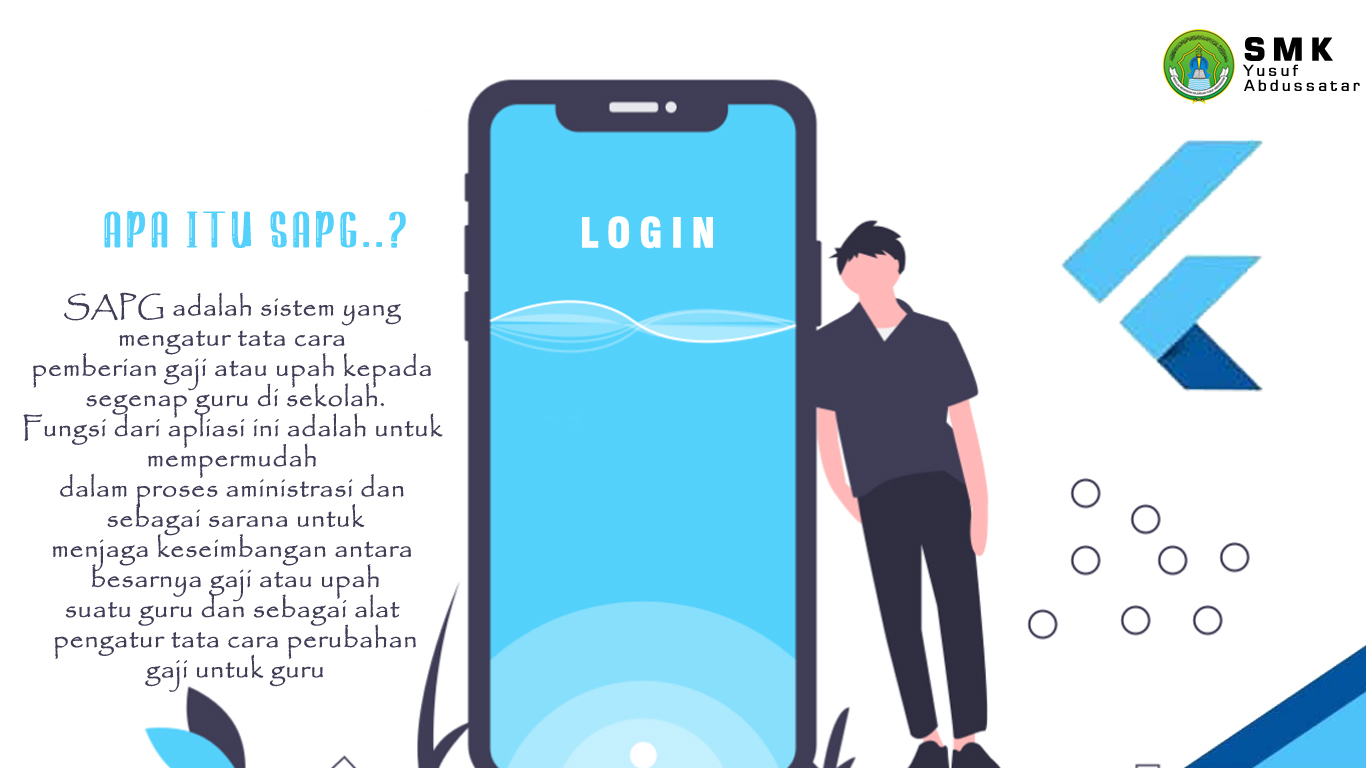 SMK
Yusuf
Abdussatar
LOGIN
APA ITU SAPG..?
SAPG adalah sistem yang
mengatur tata cara
pemberian gaji atau upah kepada
segenap guru di sekolah.
Fungsi dari apliasi ini adalah untuk
mempermudah
dalam proses aministrasi dan
sebagai sarana untuk
menjaga keseimbangan antara
besarnya gaji atau upah
suatu guru dan sebagai alat
pengatur tata cara perubahan
gaji untuk guru